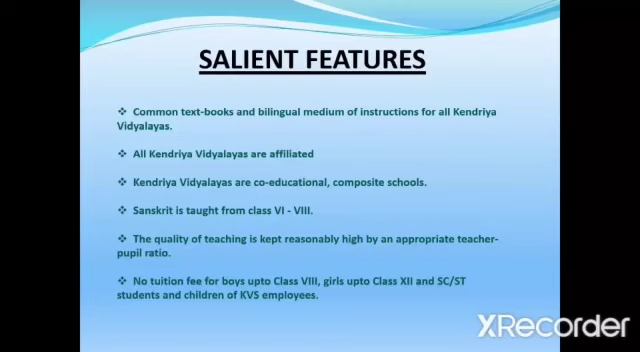 SALIENT FEATURES
❖ Common text-books and bilingual medium of instructions for all Kendriya
Vidyalayas.
❖ All Kendriya Vidyalayas are affiliated
❖ Kendriya Vidyalayas are co-educational, composite schools.
❖ Sanskrit is taught from class VI - VIII.
❖ The quality of teaching is kept reasonably high by an appropriate teacher-
pupil ratio.
❖ No tuition fee for boys upto Class VIII, girls upto Class XII and SC/ST
students and children of KVS employees.
XRecorder